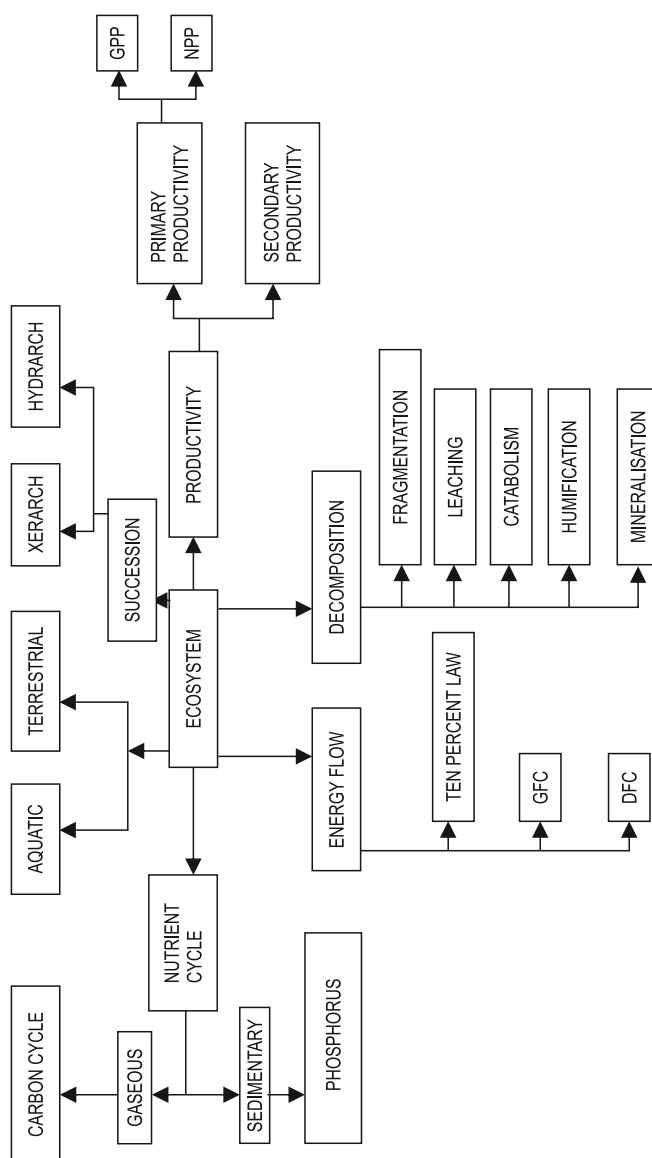 CARBON CYCLE
GASEOUS
NUTRIENT
CYCLE
SEDIMENTARY
PHOSPHORUS
AQUATIC
TERRESTRIAL
ECOSYSTEM
ENERGY FLOW
TEN PERCENT LAW
GFC
DFC
XERARCH
HYDRARCH
SUCCESSION
DECOMPOSITION
FRAGMENTATION
LEACHING
CATABOLISM
HUMIFICATION
MINERALISATION
PRODUCTIVITY
PRIMARY
PRODUCTIVITY
SECONDARY
PRODUCTIVITY
GPP
NPP